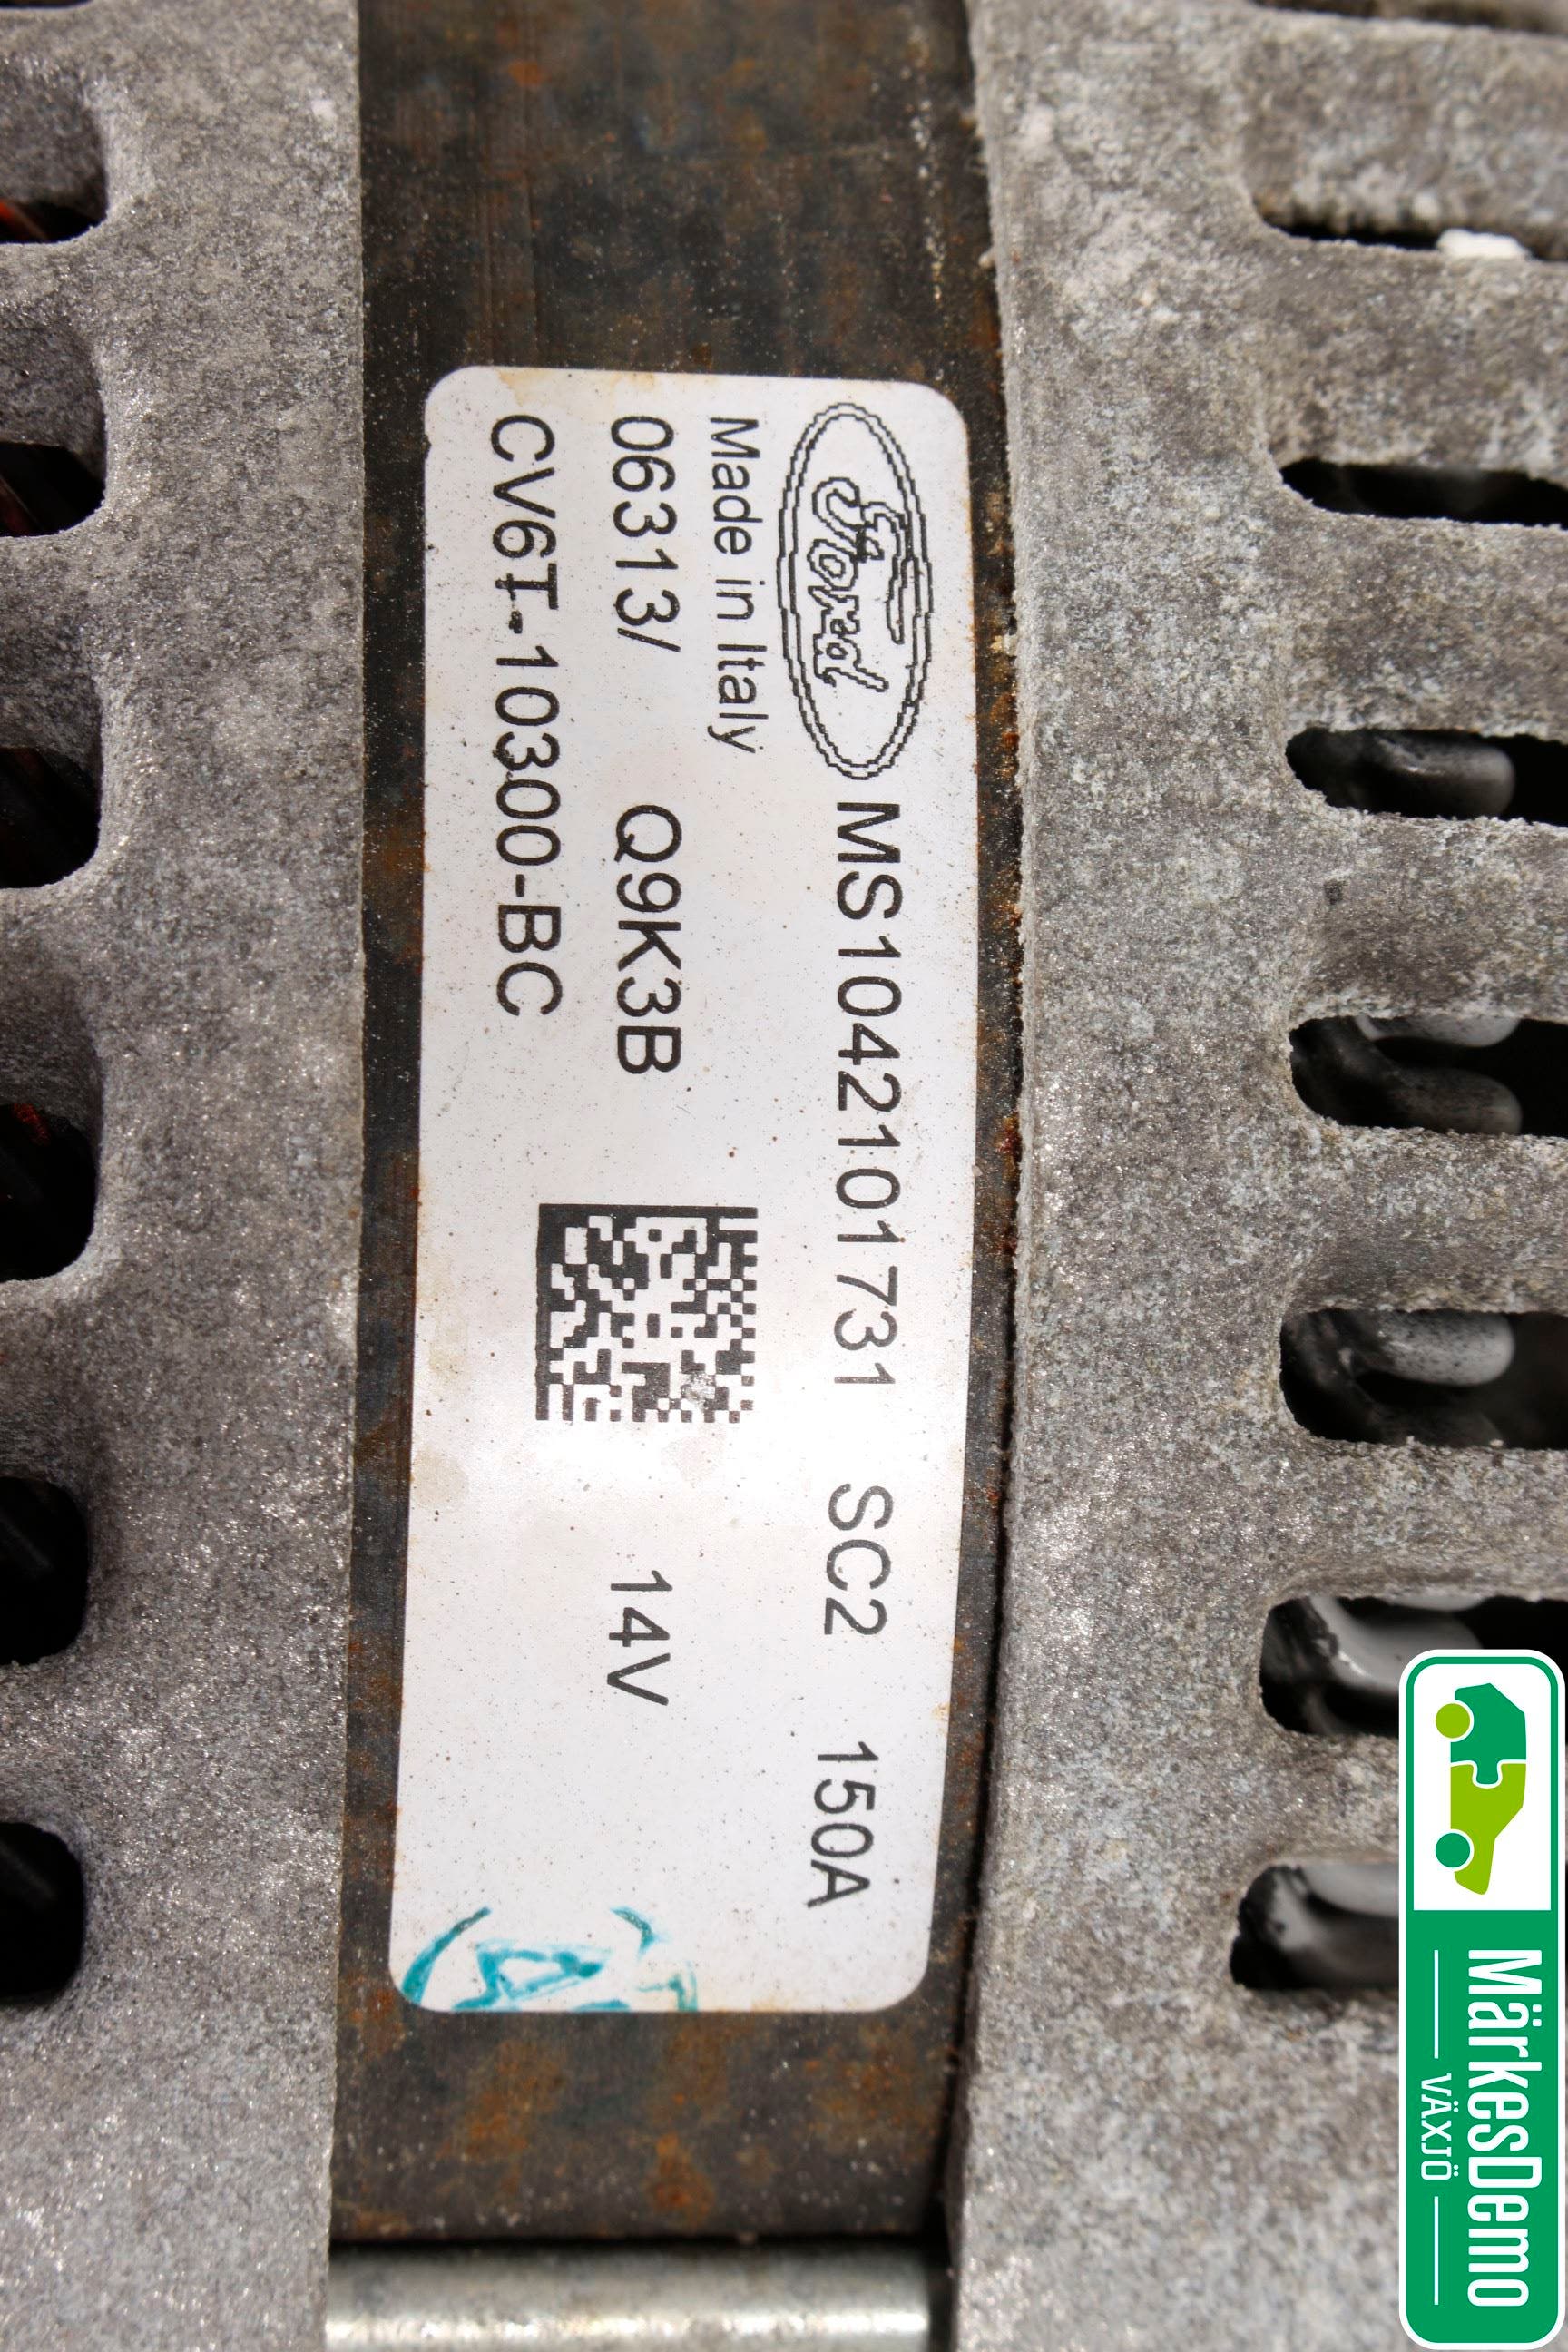 Ford MS1042101731 SC2 150A
Made in Italy
06313/ Q9K3B 14V
CV6T-10300-BC
MärkesDemo
VÄXJÖ